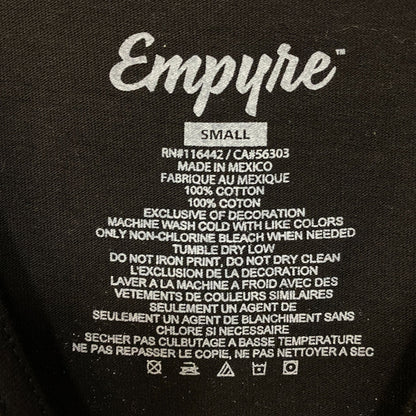 Empyre™
SMALL
RN#116442 / CA#56303
MADE IN MEXICO
FABRIQUE AU MEXIQUE
100% COTTON
100% COTON
EXCLUSIVE OF DECORATION
MACHINE WASH COLD WITH LIKE COLORS
ONLY NON-CHLORINE BLEACH WHEN NEEDED
TUMBLE DRY LOW
DO NOT IRON PRINT, DO NOT DRY CLEAN
L'EXCLUSION DE LA DECORATION
LAVER A LA MACHINE A FROID AVEC DES
VETEMENTS DE COULEURS SIMILAIRES
SEULEMENT UN AGENT DE
SEULEMENT UN AGENT DE BLANCHIMENT SANS
CHLORE SI NECESSAIRE
SECHER PAS CULBUTAGE A BASSE TEMPERATURE
NE PAS REPASSER LE COPIE, NE PAS NETTOYER A SEC